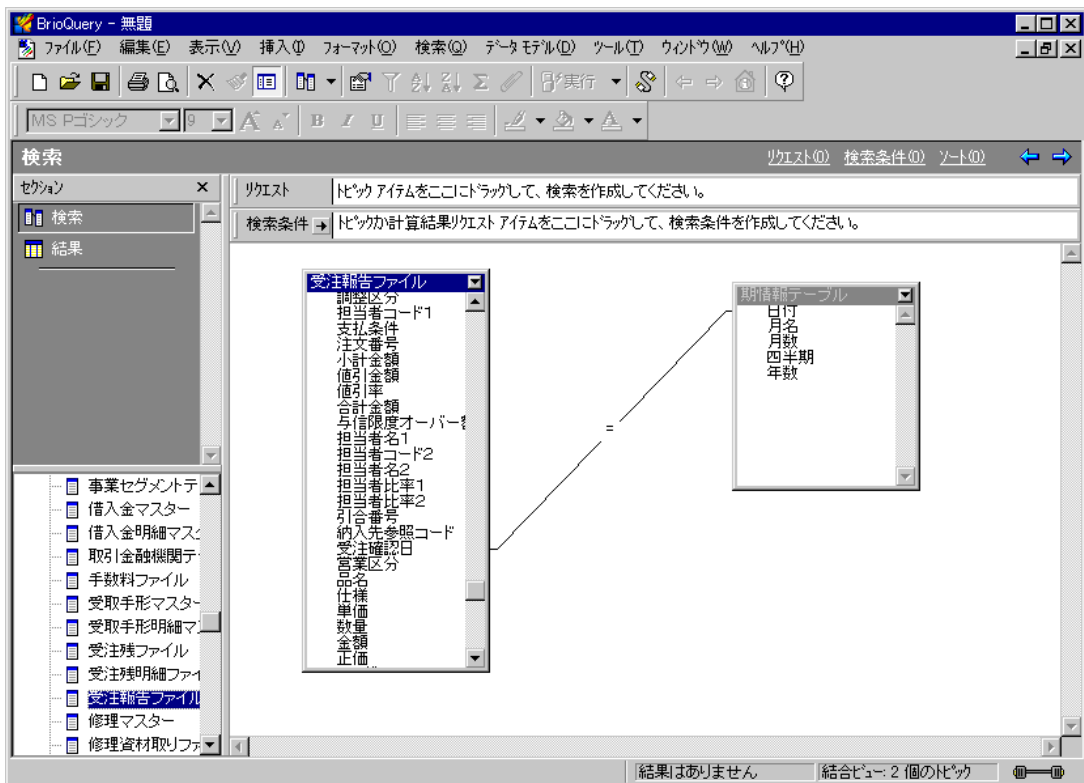 BrioQuery - 無題
ファイル(F) 編集(E) 表示(V) 挿入(I) フォーマット(O) 検索(Q) データ モデル(D) ツール(T) ウィンドウ(W) ヘルプ(H)
実行
MS Pゴシック 9
検索 リクエスト(0) 検索条件(0) ソート(0)
セクション
検索
結果
リクエスト トピック アイテムをここにドラッグして、検索を作成してください。
検索条件 トピックか計算結果リクエスト アイテムをここにドラッグして、検索条件を作成してください。
受注報告ファイル
調整区分
担当者コード1
支払条件
注文番号
小計金額
値引金額
値引率
合計金額
与信限度オーバー
担当者名1
担当者コード2
担当者名2
担当者比率1
担当者比率2
引合番号
納入先参照コード
受注確認日
営業区分
品名
仕様
単価
数量
金額
正価
=
期情報テーブル
日付
月名
月数
四半期
年数
事業セグメントテ
借入金マスター
借入金明細マス
取引金融機関テ
手数料ファイル
受取手形マスター
受取手形明細マ
受注残ファイル
受注残明細ファイ
受注報告ファイル
修理マスター
修理資材取りファ
結果はありません 結合ビュー: 2 個のトピック